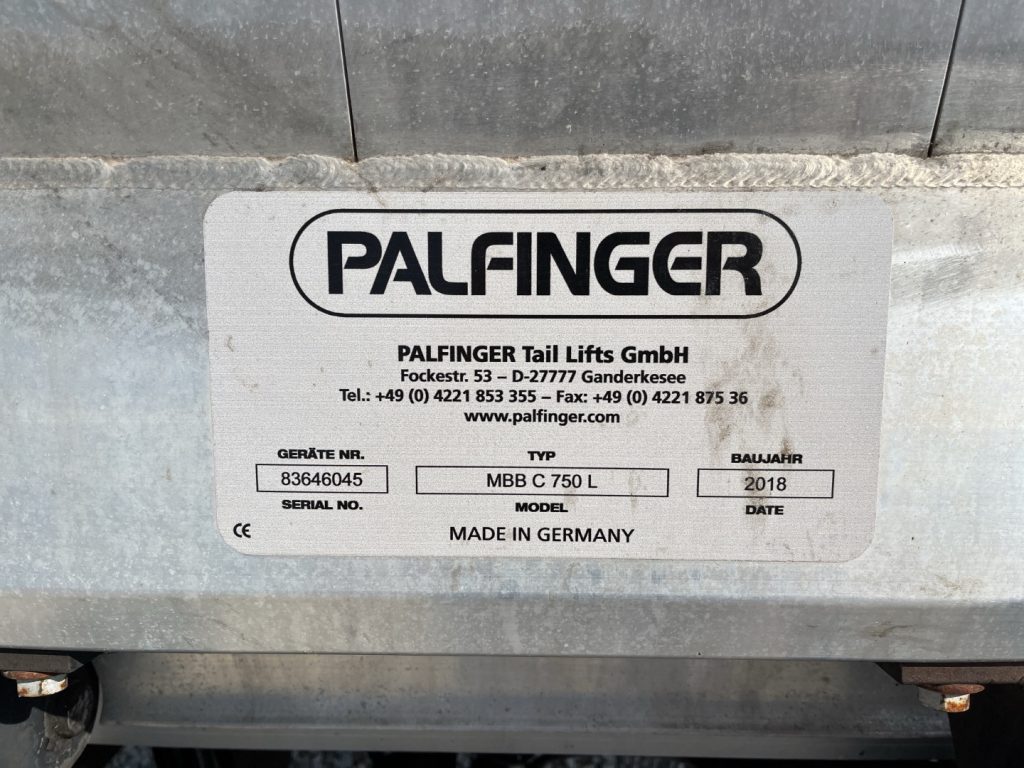 PALFINGER
PALFINGER Tail Lifts GmbH
Fockestr. 53 – D-27777 Ganderkesee
Tel.: +49 (0) 4221 853 355 – Fax: +49 (0) 4221 875 36
www.palfinger.com
GERÄTE NR. TYP BAUJAHR
83646045 MBB C 750 L 2018
SERIAL NO. MODEL DATE
CE MADE IN GERMANY